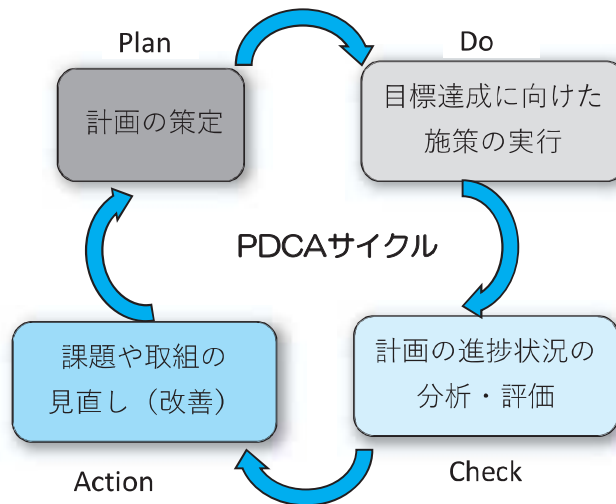 Plan
Do
計画の策定
目標達成に向けた
施策の実行
PDCAサイクル
課題や取組の
見直し（改善）
計画の進捗状況の
分析・評価
Action
Check